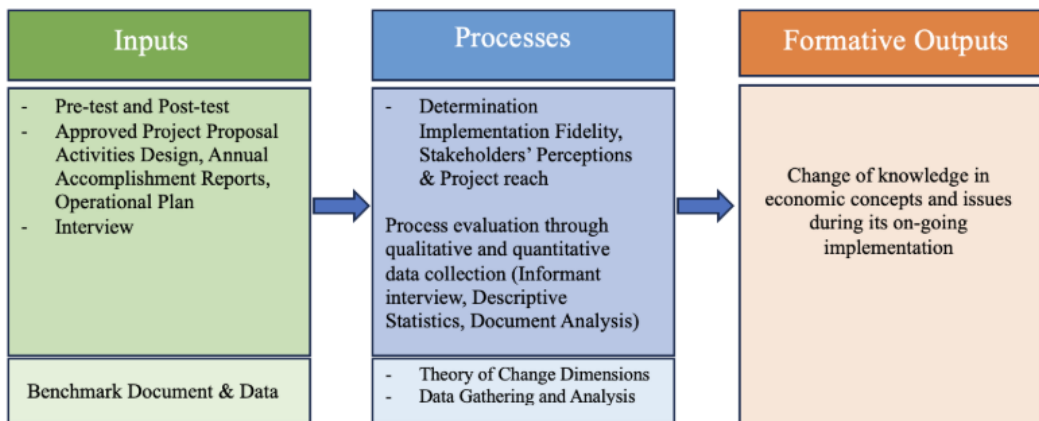 Inputs
- Pre-test and Post-test
- Approved Project Proposal
Activities Design, Annual
Accomplishment Reports,
Operational Plan
- Interview
Benchmark Document & Data
Processes
- Determination
Implementation Fidelity,
Stakeholders' Perceptions
& Project reach
Process evaluation through
qualitative and quantitative
data collection (Informant
interview, Descriptive
Statistics, Document Analysis)
- Theory of Change Dimensions
- Data Gathering and Analysis
Formative Outputs
Change of knowledge in
economic concepts and issues
during its on-going
implementation